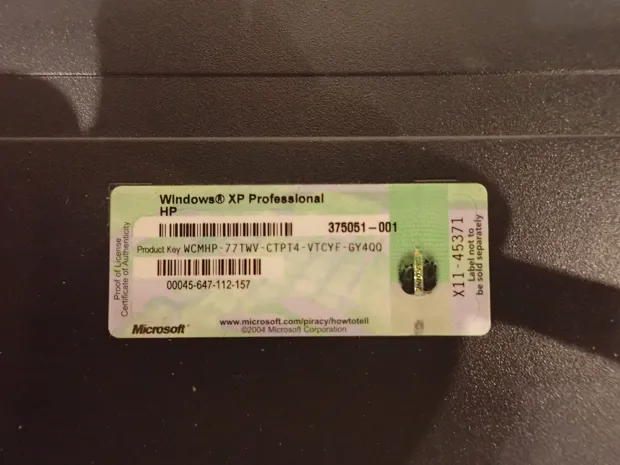 Windows® XP Professional
HP
375051-001
Product Key WCMHP-77TWV-CTPT4-VTCYF-GY4QQ
00045-647-112-157
Proof of License
Certificate of Authenticity
Microsoft®
www.microsoft.com/piracy/howtotell
©2004 Microsoft Corporation
X11-45371
Label not to
be sold separately